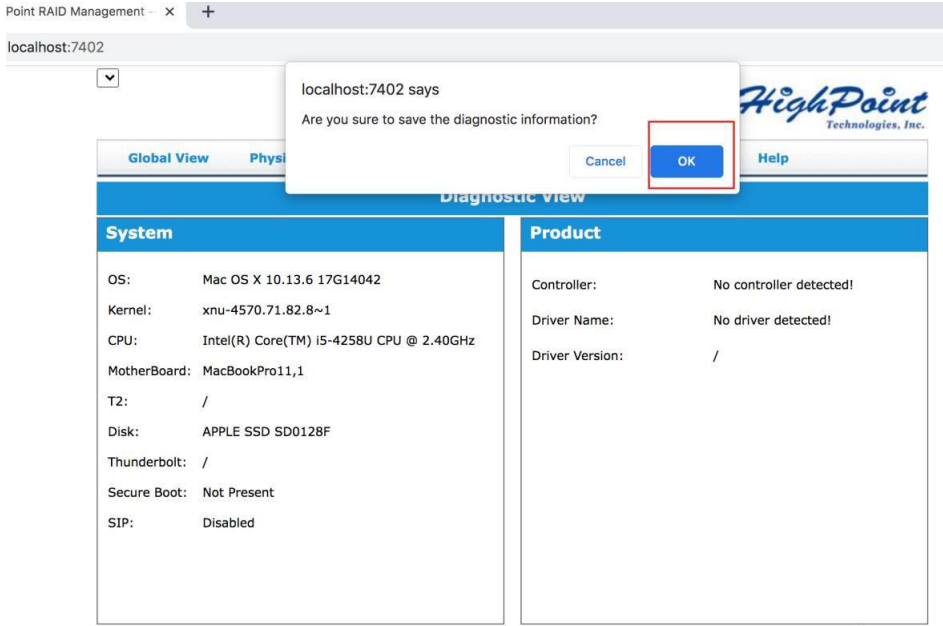 Point RAID Management -
localhost:7402
localhost:7402 says
Are you sure to save the diagnostic information?
Cancel OK
HighPoint
Technologies, Inc.
Global View Physi Help
Diagnostic View
System
OS: Mac OS X 10.13.6 17G14042
Kernel: xnu-4570.71.82.8~1
CPU: Intel(R) Core(TM) i5-4258U CPU @ 2.40GHz
MotherBoard: MacBookPro11,1
T2: /
Disk: APPLE SSD SD0128F
Thunderbolt: /
Secure Boot: Not Present
SIP: Disabled
Product
Controller: No controller detected!
Driver Name: No driver detected!
Driver Version: /